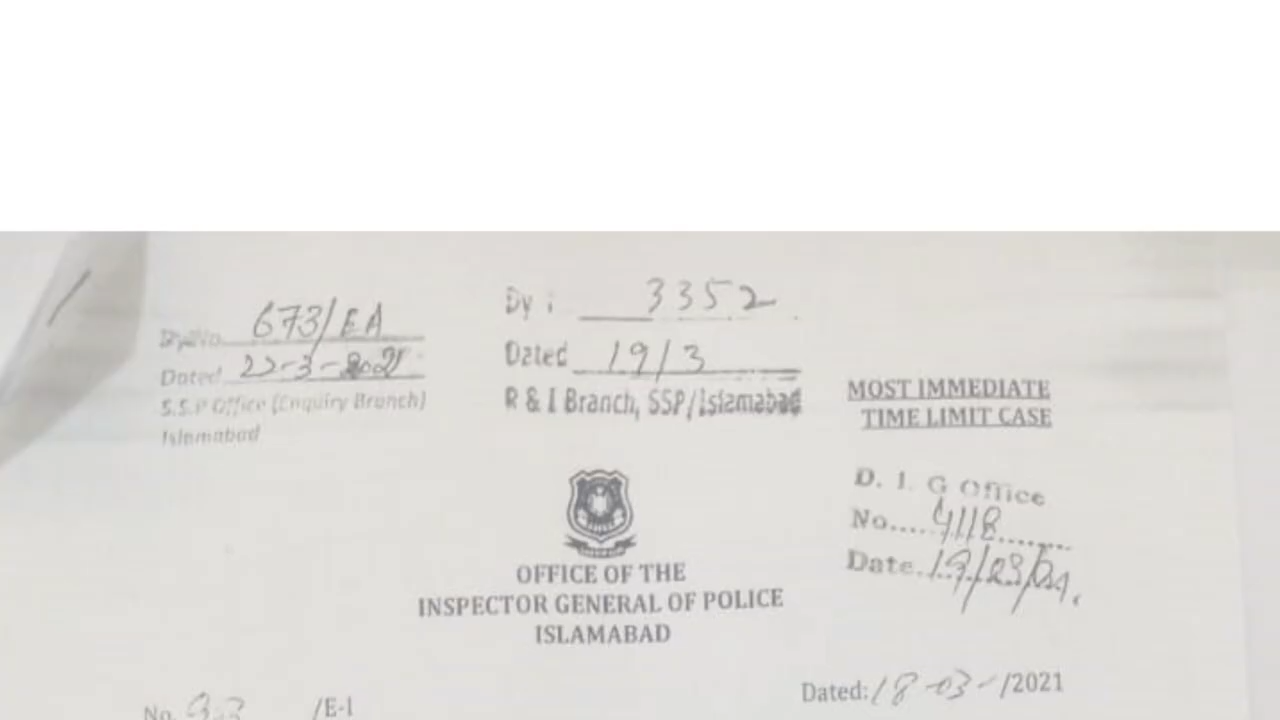 Dy No. 673/EA
Dated 22-3-2021
S.S.P Office (Enquiry Branch)
Islamabad
Dy : 3352
Dated 19/3
R & I Branch, SSP/Islamabad
MOST IMMEDIATE
TIME LIMIT CASE
D. I. G Office
No.....4118.......
Date.19/03/21.
OFFICE OF THE
INSPECTOR GENERAL OF POLICE
ISLAMABAD
No. /E-I
Dated: 18-03-/2021